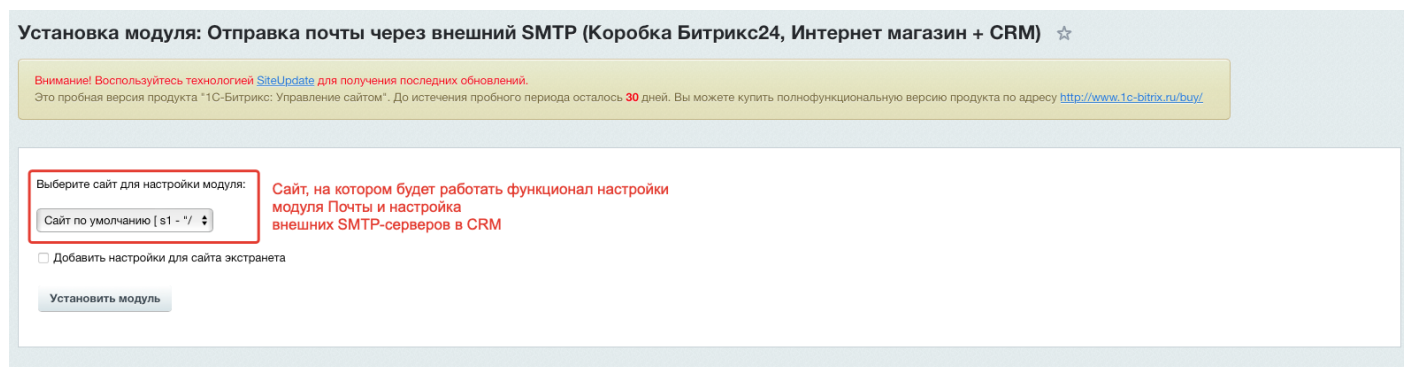 Установка модуля: Отправка почты через внешний SMTP (Коробка Битрикс24, Интернет магазин + CRM)
Внимание! Воспользуйтесь технологией SiteUpdate для получения последних обновлений.
Это пробная версия продукта "1С-Битрикс: Управление сайтом". До истечения пробного периода осталось 30 дней. Вы можете купить полнофункциональную версию продукта по адресу http://www.1c-bitrix.ru/buy/
Выберите сайт для настройки модуля:
Сайт, на котором будет работать функционал настройки
модуля Почты и настройка
внешних SMTP-серверов в CRM
Сайт по умолчанию [ s1 - "/
Добавить настройки для сайта экстранета
Установить модуль